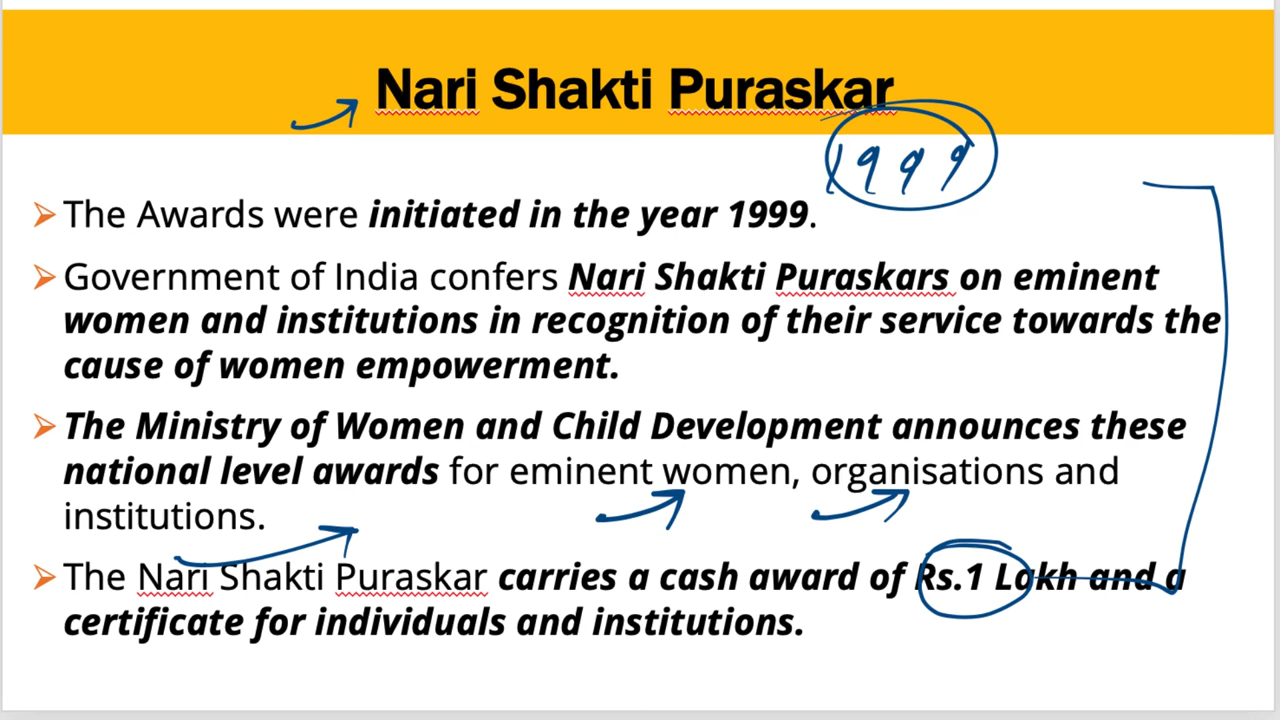 Nari Shakti Puraskar
1999
➢ The Awards were initiated in the year 1999.
➢ Government of India confers Nari Shakti Puraskars on eminent
women and institutions in recognition of their service towards the
cause of women empowerment.
➢ The Ministry of Women and Child Development announces these
national level awards for eminent women, organisations and
institutions.
➢ The Nari Shakti Puraskar carries a cash award of Rs.1 Lakh and a
certificate for individuals and institutions.